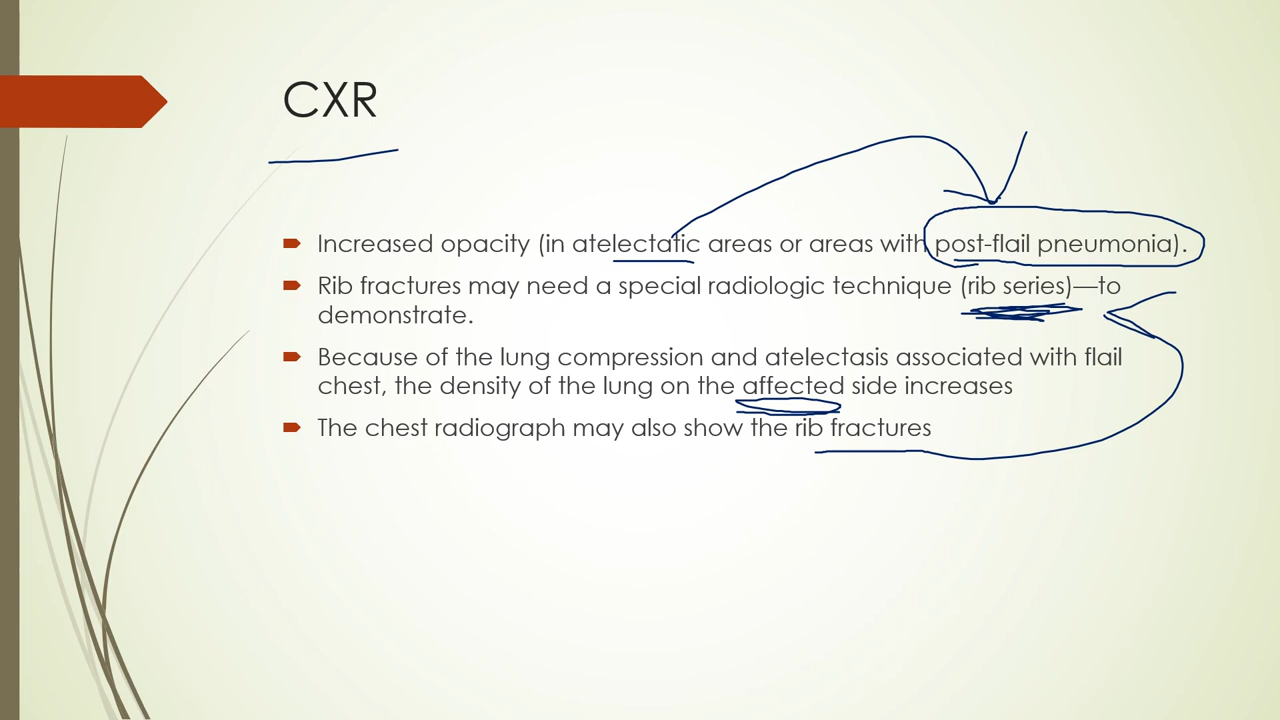 CXR
Increased opacity (in atelectatic areas or areas with post-flail pneumonia).
Rib fractures may need a special radiologic technique (rib series)—to
demonstrate.
Because of the lung compression and atelectasis associated with flail
chest, the density of the lung on the affected side increases
The chest radiograph may also show the rib fractures